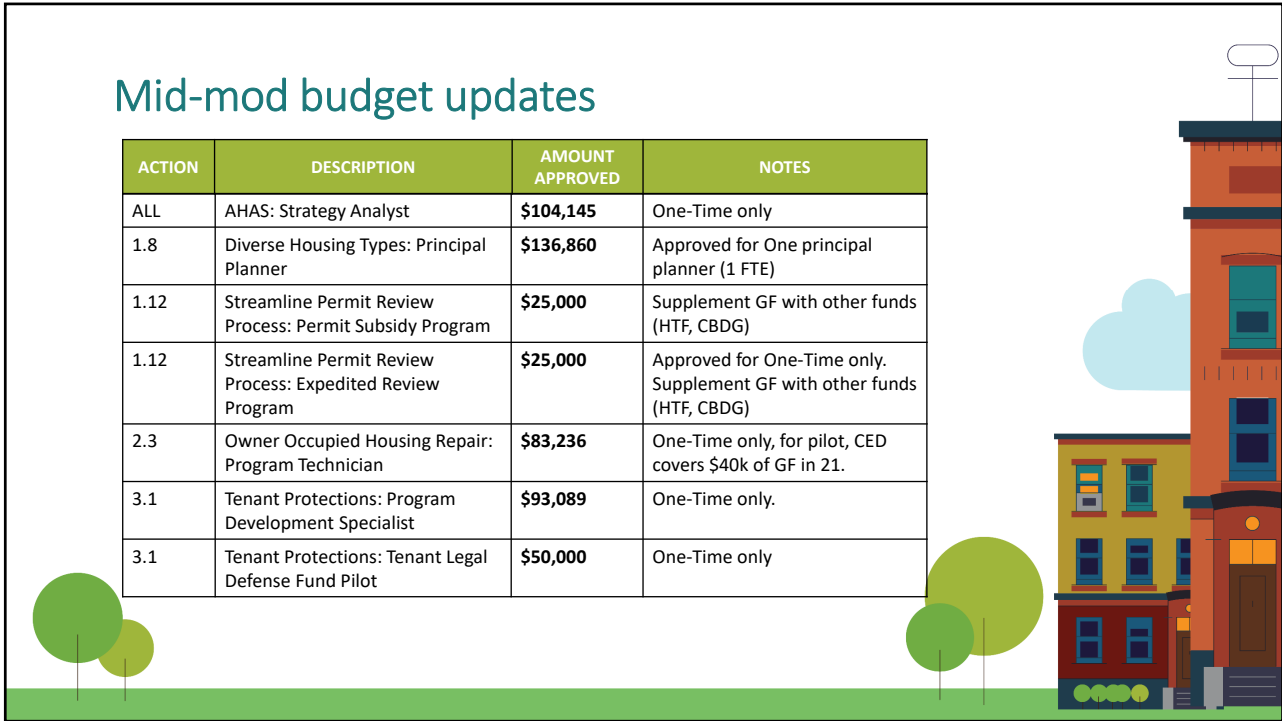 Mid-mod budget updates
ACTION DESCRIPTION AMOUNT APPROVED NOTES
ALL AHAS: Strategy Analyst $104,145 One-Time only
1.8 Diverse Housing Types: Principal $136,860 Approved for One principal
Planner planner (1 FTE)
1.12 Streamline Permit Review $25,000 Supplement GF with other funds
Process: Permit Subsidy Program (HTF, CBDG)
1.12 Streamline Permit Review $25,000 Approved for One-Time only.
Process: Expedited Review Supplement GF with other funds
Program (HTF, CBDG)
2.3 Owner Occupied Housing Repair: $83,236 One-Time only, for pilot, CED
Program Technician covers $40k of GF in 21.
3.1 Tenant Protections: Program $93,089 One-Time only.
Development Specialist
3.1 Tenant Protections: Tenant Legal $50,000 One-Time only
Defense Fund Pilot